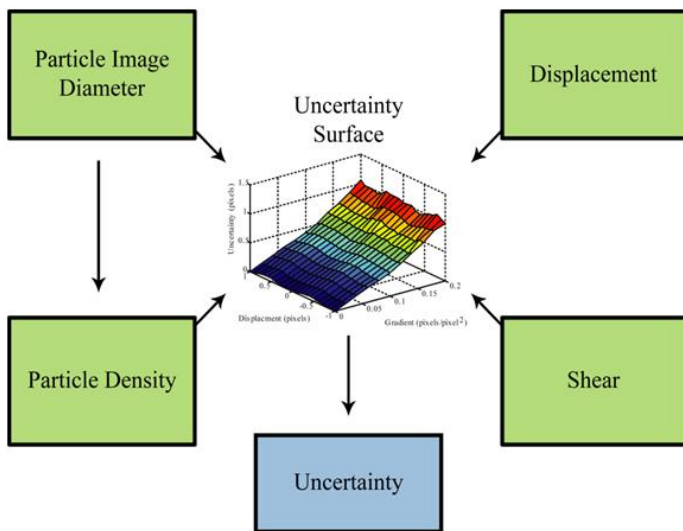 Particle Image
Diameter
Displacement
Uncertainty
Surface
Uncertainty (pixels)
1.5
1
0.5
0
1
0.5
0
-0.5
-1
Displacment (pixels)
0
0.05
0.1
0.15
0.2
Gradient (pixels/pixel²)
Particle Density
Shear
Uncertainty